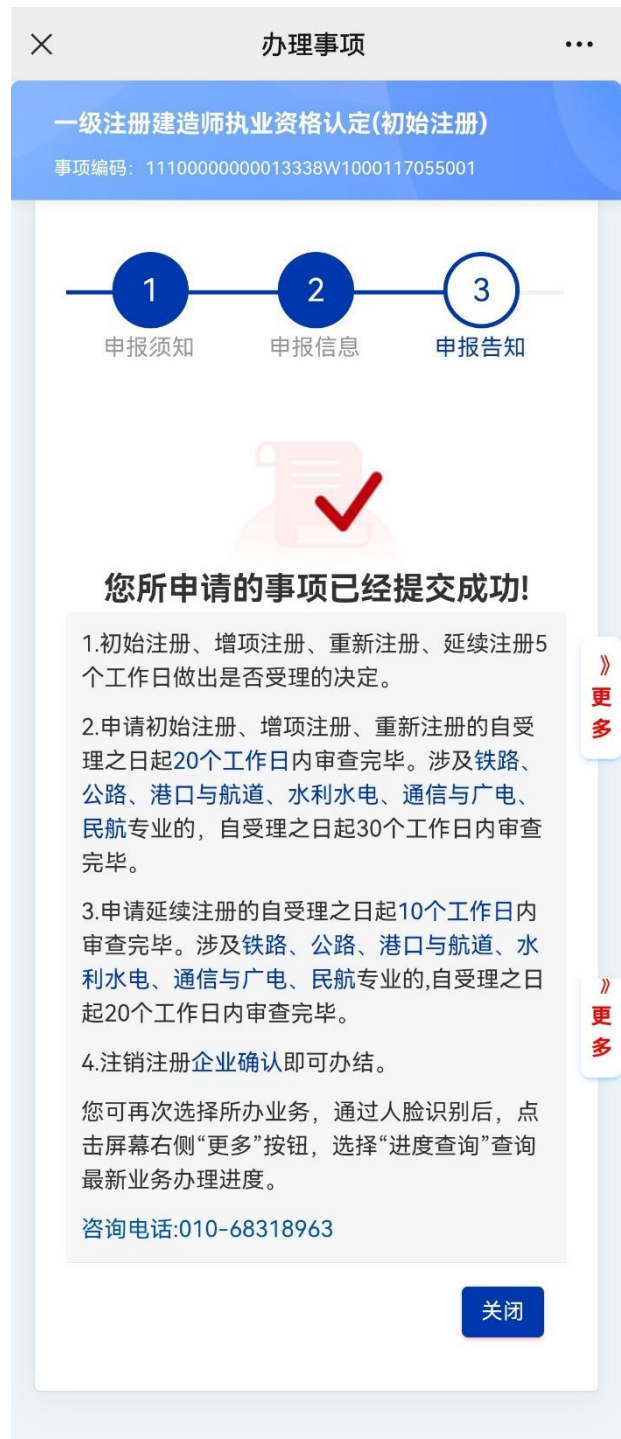 办理事项
一级注册建造师执业资格认定(初始注册)
事项编码：11100000000013338W1000117055001
1
2
3
申报须知
申报信息
申报告知
您所申请的事项已经提交成功!
1.初始注册、增项注册、重新注册、延续注册5
个工作日做出是否受理的决定。
2.申请初始注册、增项注册、重新注册的自受
理之日起20个工作日内审查完毕。涉及铁路、
公路、港口与航道、水利水电、通信与广电、
民航专业的，自受理之日起30个工作日内审查
完毕。
3.申请延续注册的自受理之日起10个工作日内
审查完毕。涉及铁路、公路、港口与航道、水
利水电、通信与广电、民航专业的,自受理之日
起20个工作日内审查完毕。
4.注销注册企业确认即可办结。
您可再次选择所办业务，通过人脸识别后，点
击屏幕右侧“更多”按钮，选择“进度查询”查询
最新业务办理进度。
咨询电话:010-68318963
关闭
》
更
多
》
更
多